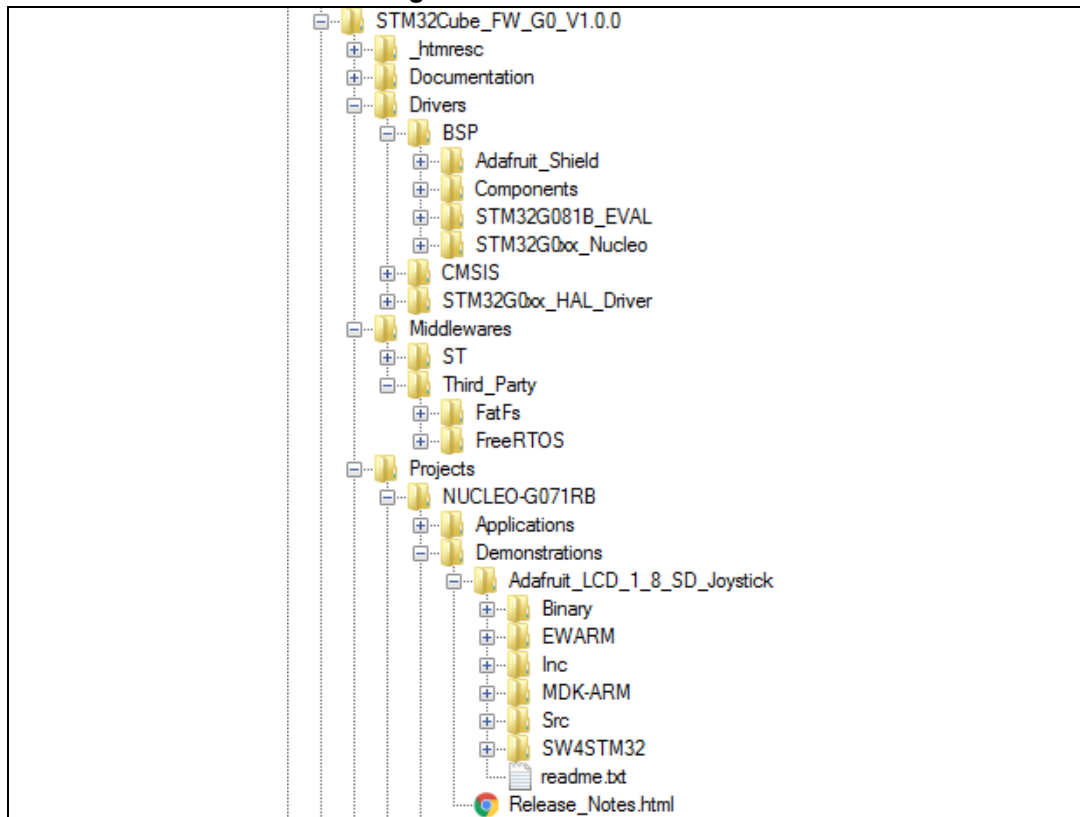 STM32Cube_FW_G0_V1.0.0
_htmresc
Documentation
Drivers
BSP
Adafruit_Shield
Components
STM32G081B_EVAL
STM32G0xx_Nucleo
CMSIS
STM32G0xx_HAL_Driver
Middlewares
ST
Third_Party
FatFs
FreeRTOS
Projects
NUCLEO-G071RB
Applications
Demonstrations
Adafruit_LCD_1_8_SD_Joystick
Binary
EWARM
Inc
MDK-ARM
Src
SW4STM32
readme.txt
Release_Notes.html